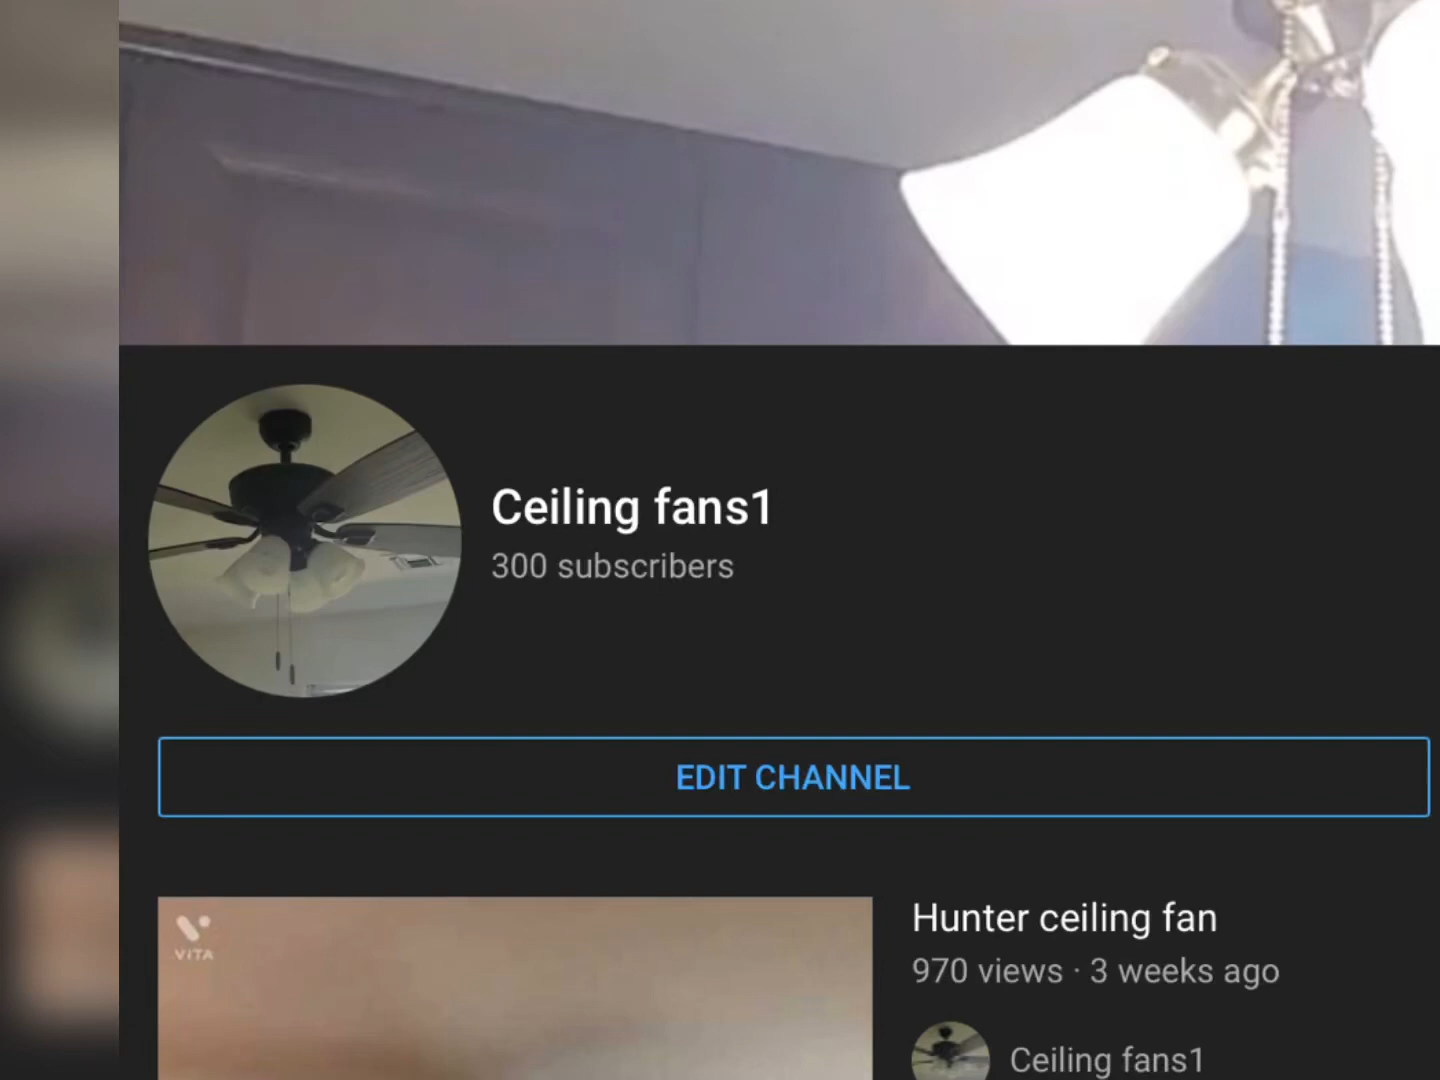 Ceiling fans1
300 subscribers
EDIT CHANNEL
VITA
Hunter ceiling fan
970 views · 3 weeks ago
Ceiling fans1